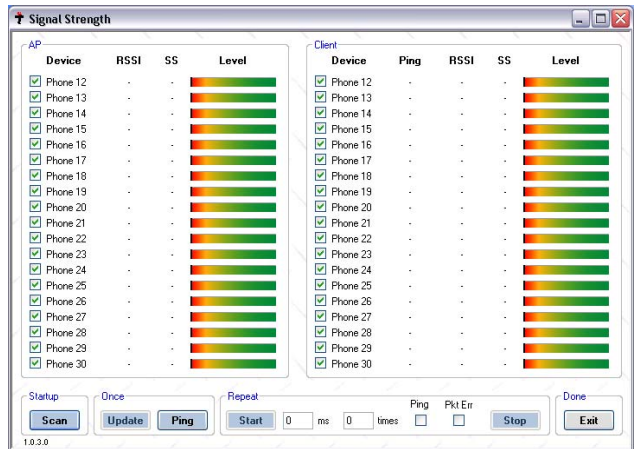 Signal Strength
AP
Device RSSI SS Level
Phone 12 - -
Phone 13 - -
Phone 14 - -
Phone 15 - -
Phone 16 - -
Phone 17 - -
Phone 18 - -
Phone 19 - -
Phone 20 - -
Phone 21 - -
Phone 22 - -
Phone 23 - -
Phone 24 - -
Phone 25 - -
Phone 26 - -
Phone 27 - -
Phone 28 - -
Phone 29 - -
Phone 30 - -
Client
Device Ping RSSI SS Level
Phone 12 - - -
Phone 13 - - -
Phone 14 - - -
Phone 15 - - -
Phone 16 - - -
Phone 17 - - -
Phone 18 - - -
Phone 19 - - -
Phone 20 - - -
Phone 21 - - -
Phone 22 - - -
Phone 23 - - -
Phone 24 - - -
Phone 25 - - -
Phone 26 - - -
Phone 27 - - -
Phone 28 - - -
Phone 29 - - -
Phone 30 - - -
Startup
Scan
Once
Update Ping
Repeat
Start 0 ms 0 times Ping Pkt Err Stop
Done
Exit
1.0.3.0